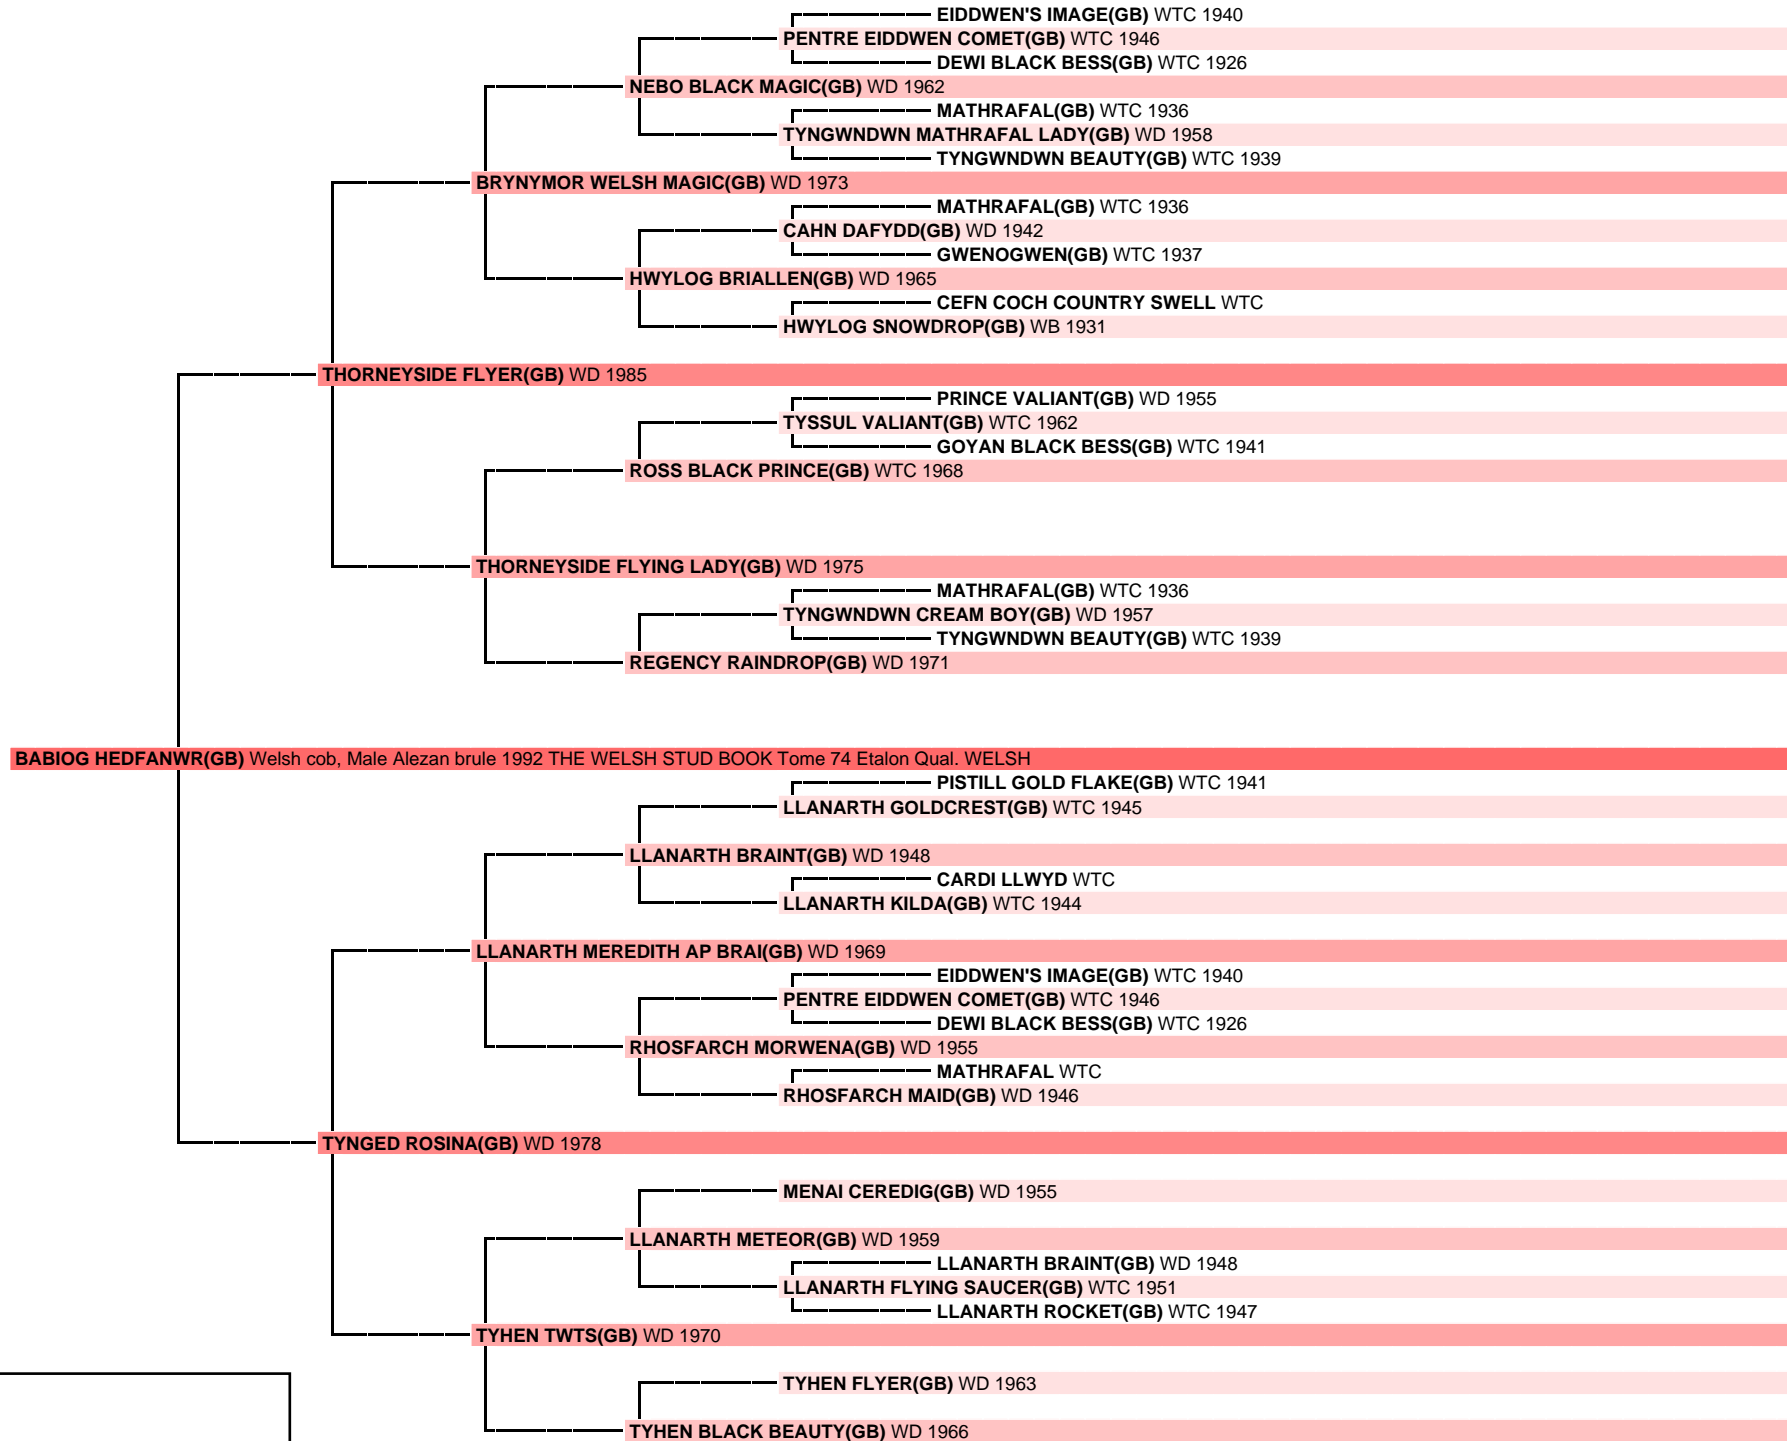 EIDDWEN'S IMAGE(GB) WTC 1940
PENTRE EIDDWEN COMET(GB) WTC 1946
DEWI BLACK BESS(GB) WTC 1926
NEBO BLACK MAGIC(GB) WD 1962
MATHRAFAL(GB) WTC 1936
TYNGWNDWN MATHRAFAL LADY(GB) WD 1958
TYNGWNDWN BEAUTY(GB) WTC 1939
BRYNYMOR WELSH MAGIC(GB) WD 1973
MATHRAFAL(GB) WTC 1936
CAHN DAFYDD(GB) WD 1942
GWENOGWEN(GB) WTC 1937
HWYLOG BRIALLEN(GB) WD 1965
CEFN COCH COUNTRY SWELL WTC
HWYLOG SNOWDROP(GB) WB 1931
THORNEYSIDE FLYER(GB) WD 1985
PRINCE VALIANT(GB) WD 1955
TYSSUL VALIANT(GB) WTC 1962
GOYAN BLACK BESS(GB) WTC 1941
ROSS BLACK PRINCE(GB) WTC 1968
THORNEYSIDE FLYING LADY(GB) WD 1975
MATHRAFAL(GB) WTC 1936
TYNGWNDWN CREAM BOY(GB) WD 1957
TYNGWNDWN BEAUTY(GB) WTC 1939
REGENCY RAINDROP(GB) WD 1971
BABIOG HEDFANWR(GB) Welsh cob, Male Alezan brule 1992 THE WELSH STUD BOOK Tome 74 Etalon Qual. WELSH
PISTILL GOLD FLAKE(GB) WTC 1941
LLANARTH GOLDCREST(GB) WTC 1945
LLANARTH BRAINT(GB) WD 1948
CARDI LLWYD WTC
LLANARTH KILDA(GB) WTC 1944
LLANARTH MEREDITH AP BRAI(GB) WD 1969
EIDDWEN'S IMAGE(GB) WTC 1940
PENTRE EIDDWEN COMET(GB) WTC 1946
DEWI BLACK BESS(GB) WTC 1926
RHOSFARCH MORWENA(GB) WD 1955
MATHRAFAL WTC
RHOSFARCH MAID(GB) WD 1946
TYNGED ROSINA(GB) WD 1978
MENAI CEREDIG(GB) WD 1955
LLANARTH METEOR(GB) WD 1959
LLANARTH BRAINT(GB) WD 1948
LLANARTH FLYING SAUCER(GB) WTC 1951
LLANARTH ROCKET(GB) WTC 1947
TYHEN TWTS(GB) WD 1970
TYHEN FLYER(GB) WD 1963
TYHEN BLACK BEAUTY(GB) WD 1966